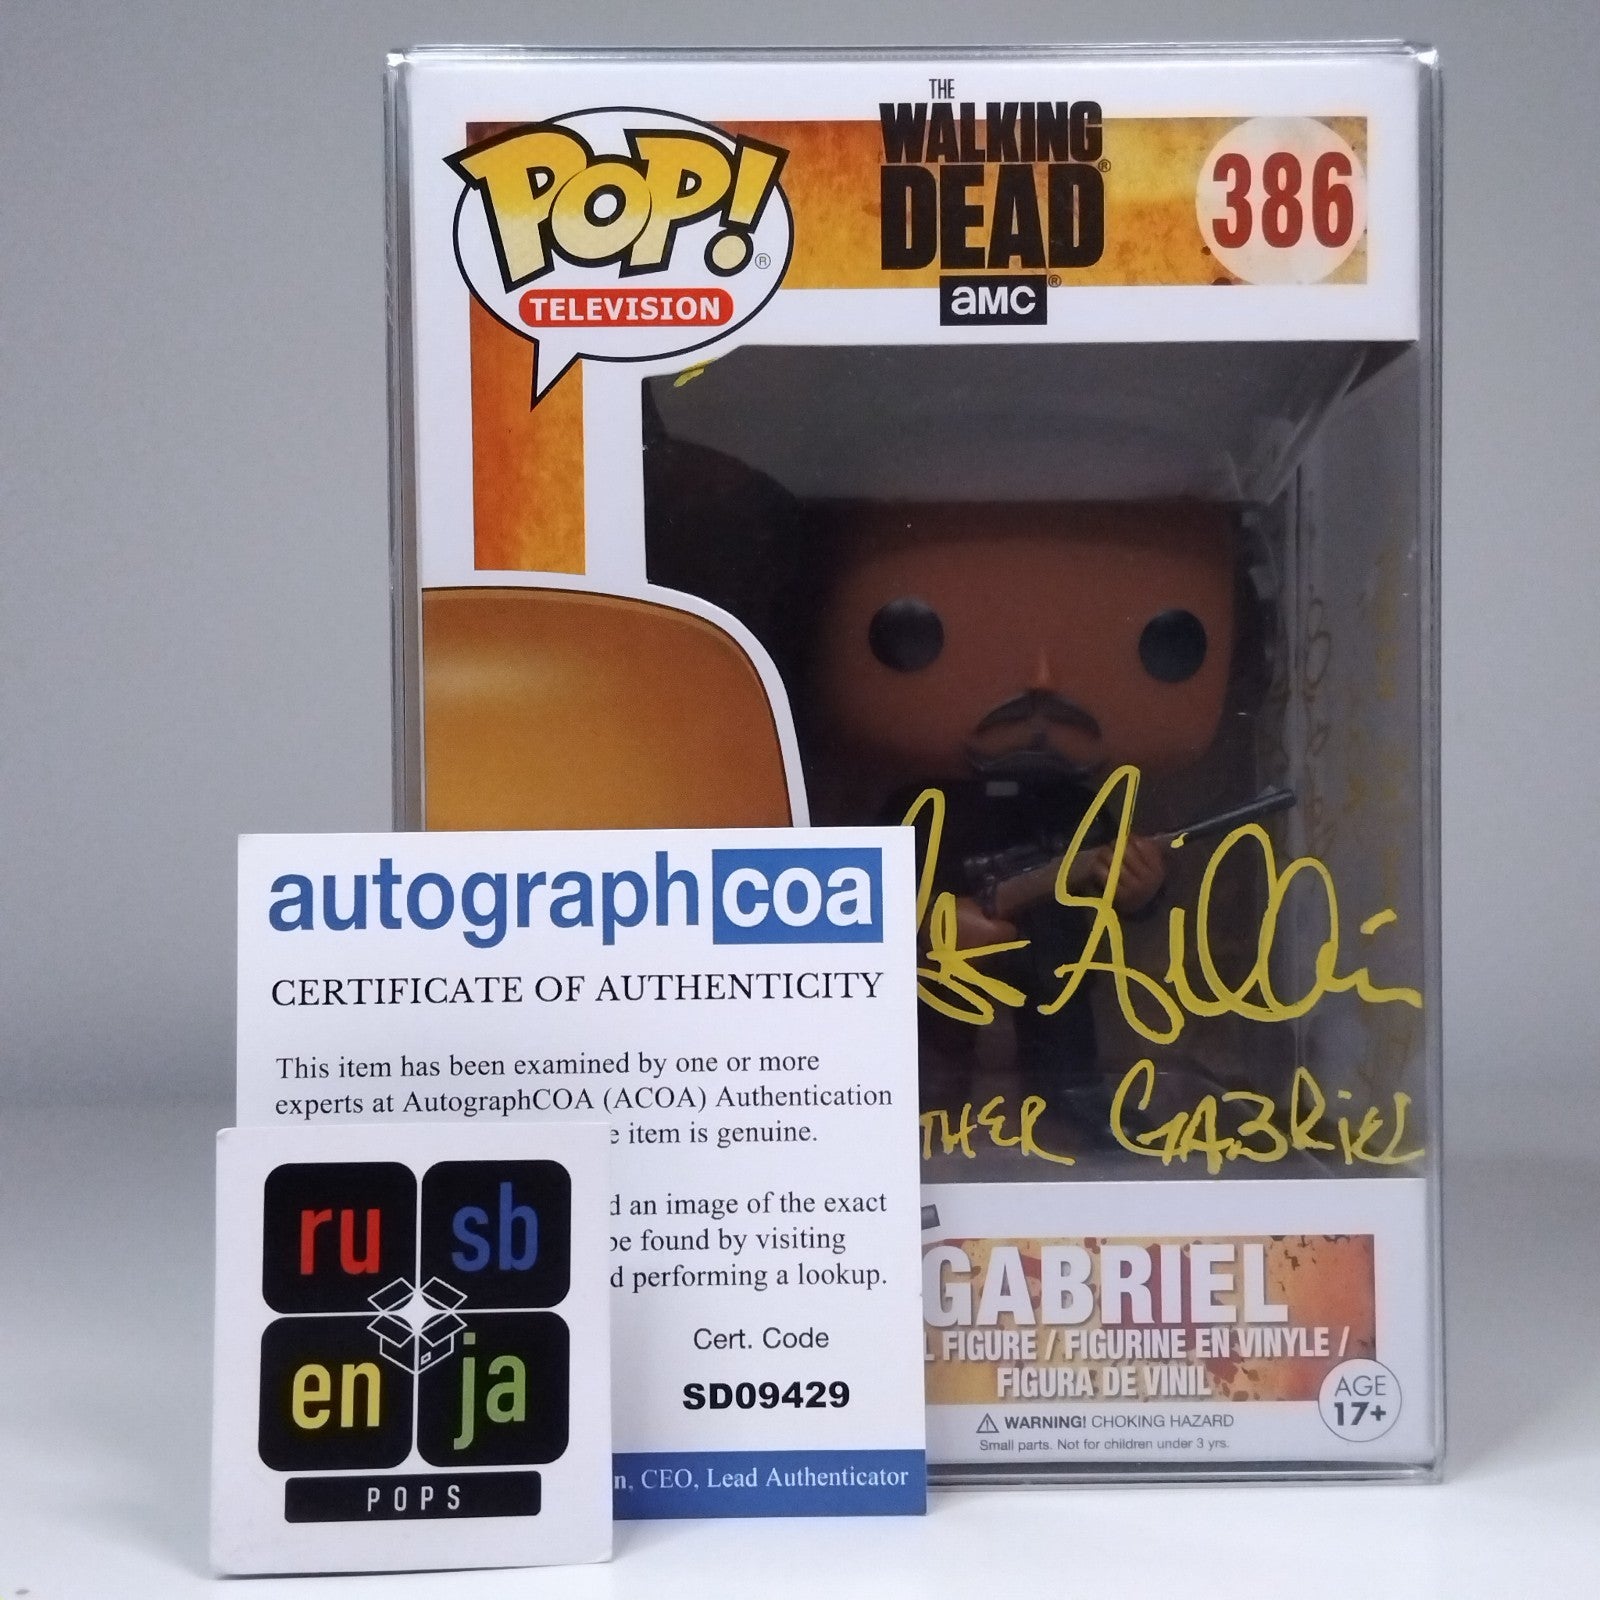 THE
WALKING
DEAD®
amc®
POP!®
TELEVISION
386
autographcoa
CERTIFICATE OF AUTHENTICITY
This item has been examined by one or more
experts at AutographCOA (ACOA) Authentication
e item is genuine.
d an image of the exact
be found by visiting
d performing a lookup.
Cert. Code
SD09429
n, CEO, Lead Authenticator
ru sb
en ja
POPS
THER GABRIEL
GABRIEL
L FIGURE / FIGURINE EN VINYLE /
FIGURA DE VINIL
AGE
17+
⚠ WARNING! CHOKING HAZARD
Small parts. Not for children under 3 yrs.